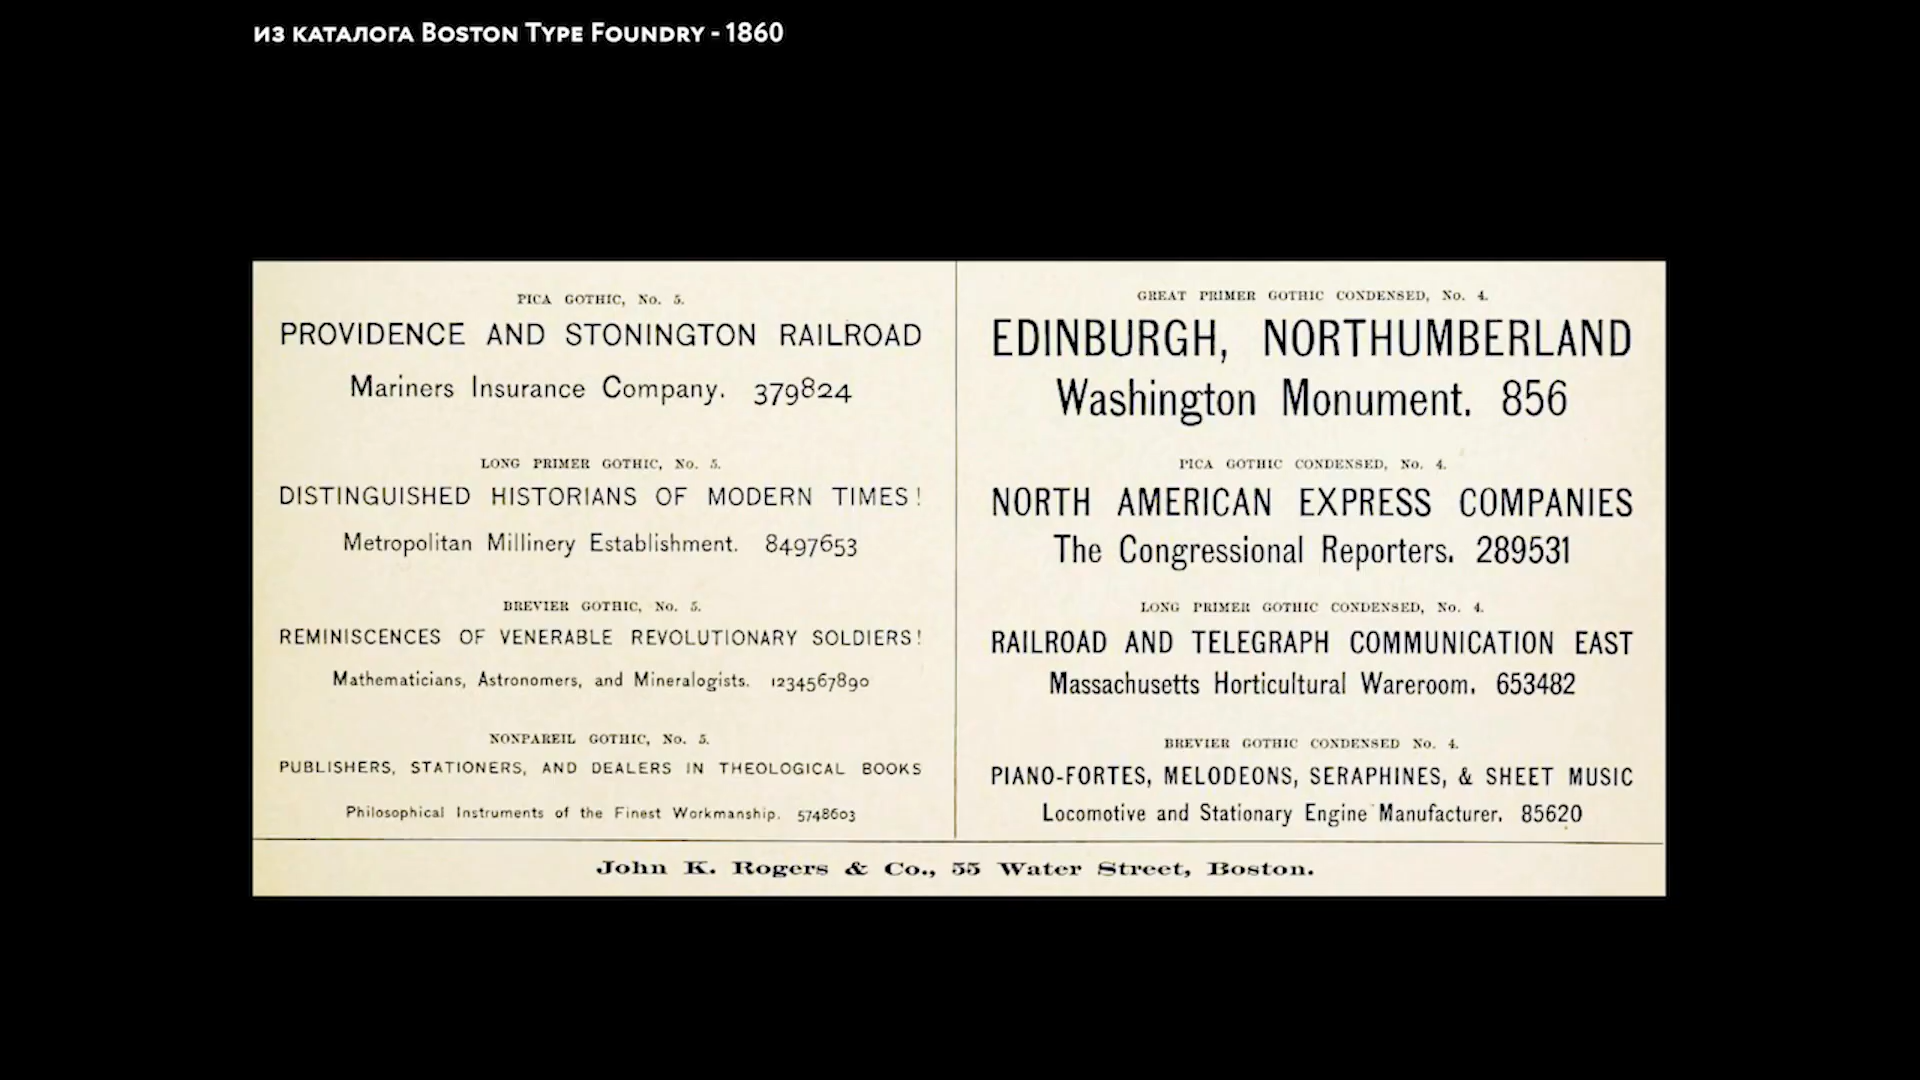 из каталога Boston Type Foundry - 1860
PICA GOTHIC, No. 5.
PROVIDENCE AND STONINGTON RAILROAD
Mariners Insurance Company. 379824
LONG PRIMER GOTHIC, No. 5.
DISTINGUISHED HISTORIANS OF MODERN TIMES!
Metropolitan Millinery Establishment. 8497653
BREVIER GOTHIC, No. 5.
REMINISCENCES OF VENERABLE REVOLUTIONARY SOLDIERS!
Mathematicians, Astronomers, and Mineralogists. 1234567890
NONPAREIL GOTHIC, No. 5.
PUBLISHERS, STATIONERS, AND DEALERS IN THEOLOGICAL BOOKS
Philosophical Instruments of the Finest Workmanship. 5748603
GREAT PRIMER GOTHIC CONDENSED, No. 4.
EDINBURGH, NORTHUMBERLAND
Washington Monument. 856
PICA GOTHIC CONDENSED, No. 4.
NORTH AMERICAN EXPRESS COMPANIES
The Congressional Reporters. 289531
LONG PRIMER GOTHIC CONDENSED, No. 4.
RAILROAD AND TELEGRAPH COMMUNICATION EAST
Massachusetts Horticultural Wareroom. 653482
BREVIER GOTHIC CONDENSED No. 4.
PIANO-FORTES, MELODEONS, SERAPHINES, & SHEET MUSIC
Locomotive and Stationary Engine Manufacturer. 85620
John K. Rogers & Co., 55 Water Street, Boston.